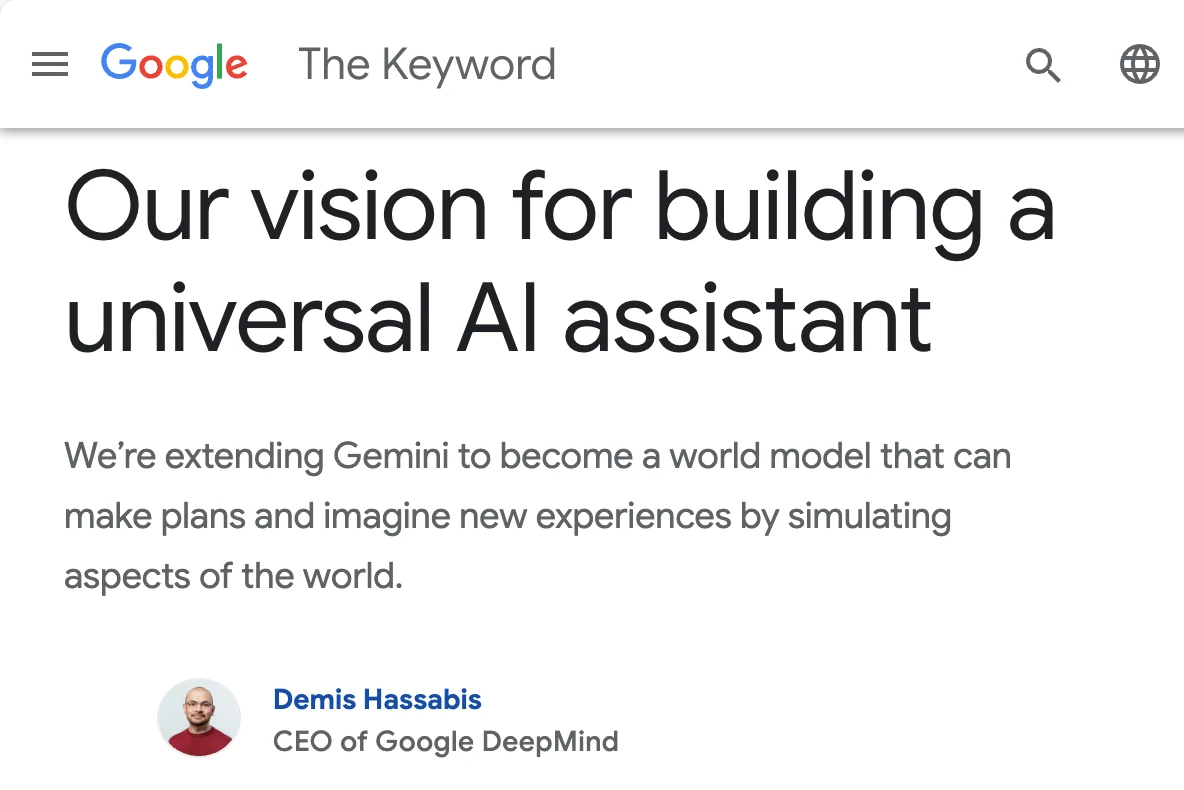 Google The Keyword
Our vision for building a
universal AI assistant
We’re extending Gemini to become a world model that can
make plans and imagine new experiences by simulating
aspects of the world.
Demis Hassabis
CEO of Google DeepMind